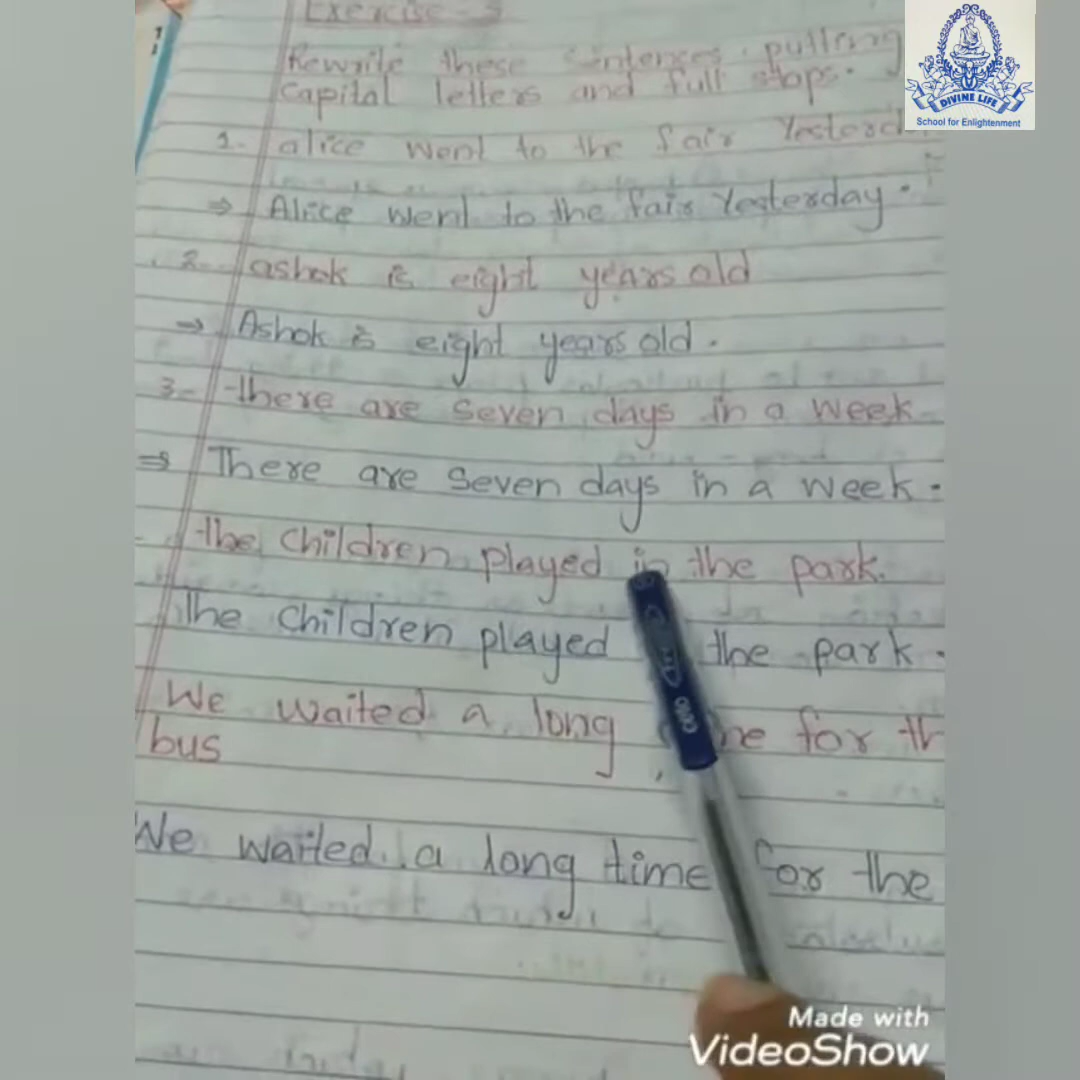 Exercise-3
Rewrite these sentences putting
Capital letters and full stops.
1. alice went to the fair Yesterd
⇒ Alice went to the fair Yesterday.
2. ashok is eight years old
⇒ Ashok is eight years old.
3- there are seven days in a week
⇒ There are seven days in a week.
the children played in the park.
The children played the park.
We waited a long for th
bus
We waited a long time for the
DIVINE LIFE
School for Enlightenment
cello
Made with
VideoShow